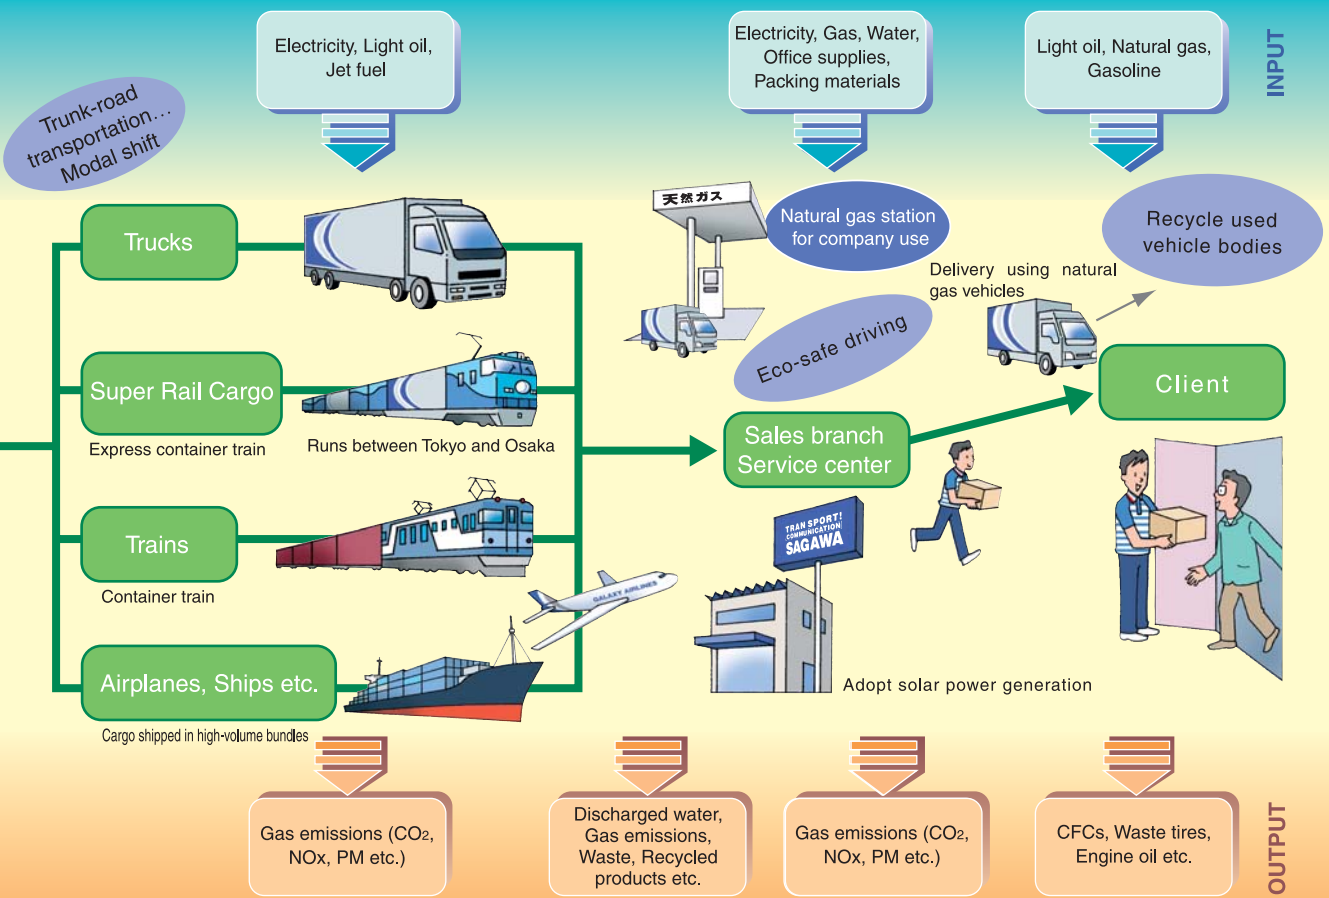 Electricity, Light oil,
Jet fuel
Electricity, Gas, Water,
Office supplies,
Packing materials
Light oil, Natural gas,
Gasoline
INPUT
Trunk-road
transportation…
Modal shift
天然ガス
Natural gas station
for company use
Recycle used
vehicle bodies
Trucks
Delivery using natural
gas vehicles
Eco-safe driving
Super Rail Cargo
Express container train
Runs between Tokyo and Osaka
Client
Sales branch
Service center
Trains
Container train
TRANSPORT!
COMMUNICATION
SAGAWA
GALAXY AIRLINES
Airplanes, Ships etc.
Cargo shipped in high-volume bundles
Adopt solar power generation
Gas emissions (CO2,
NOx, PM etc.)
Discharged water,
Gas emissions,
Waste, Recycled
products etc.
Gas emissions (CO2,
NOx, PM etc.)
CFCs, Waste tires,
Engine oil etc.
OUTPUT